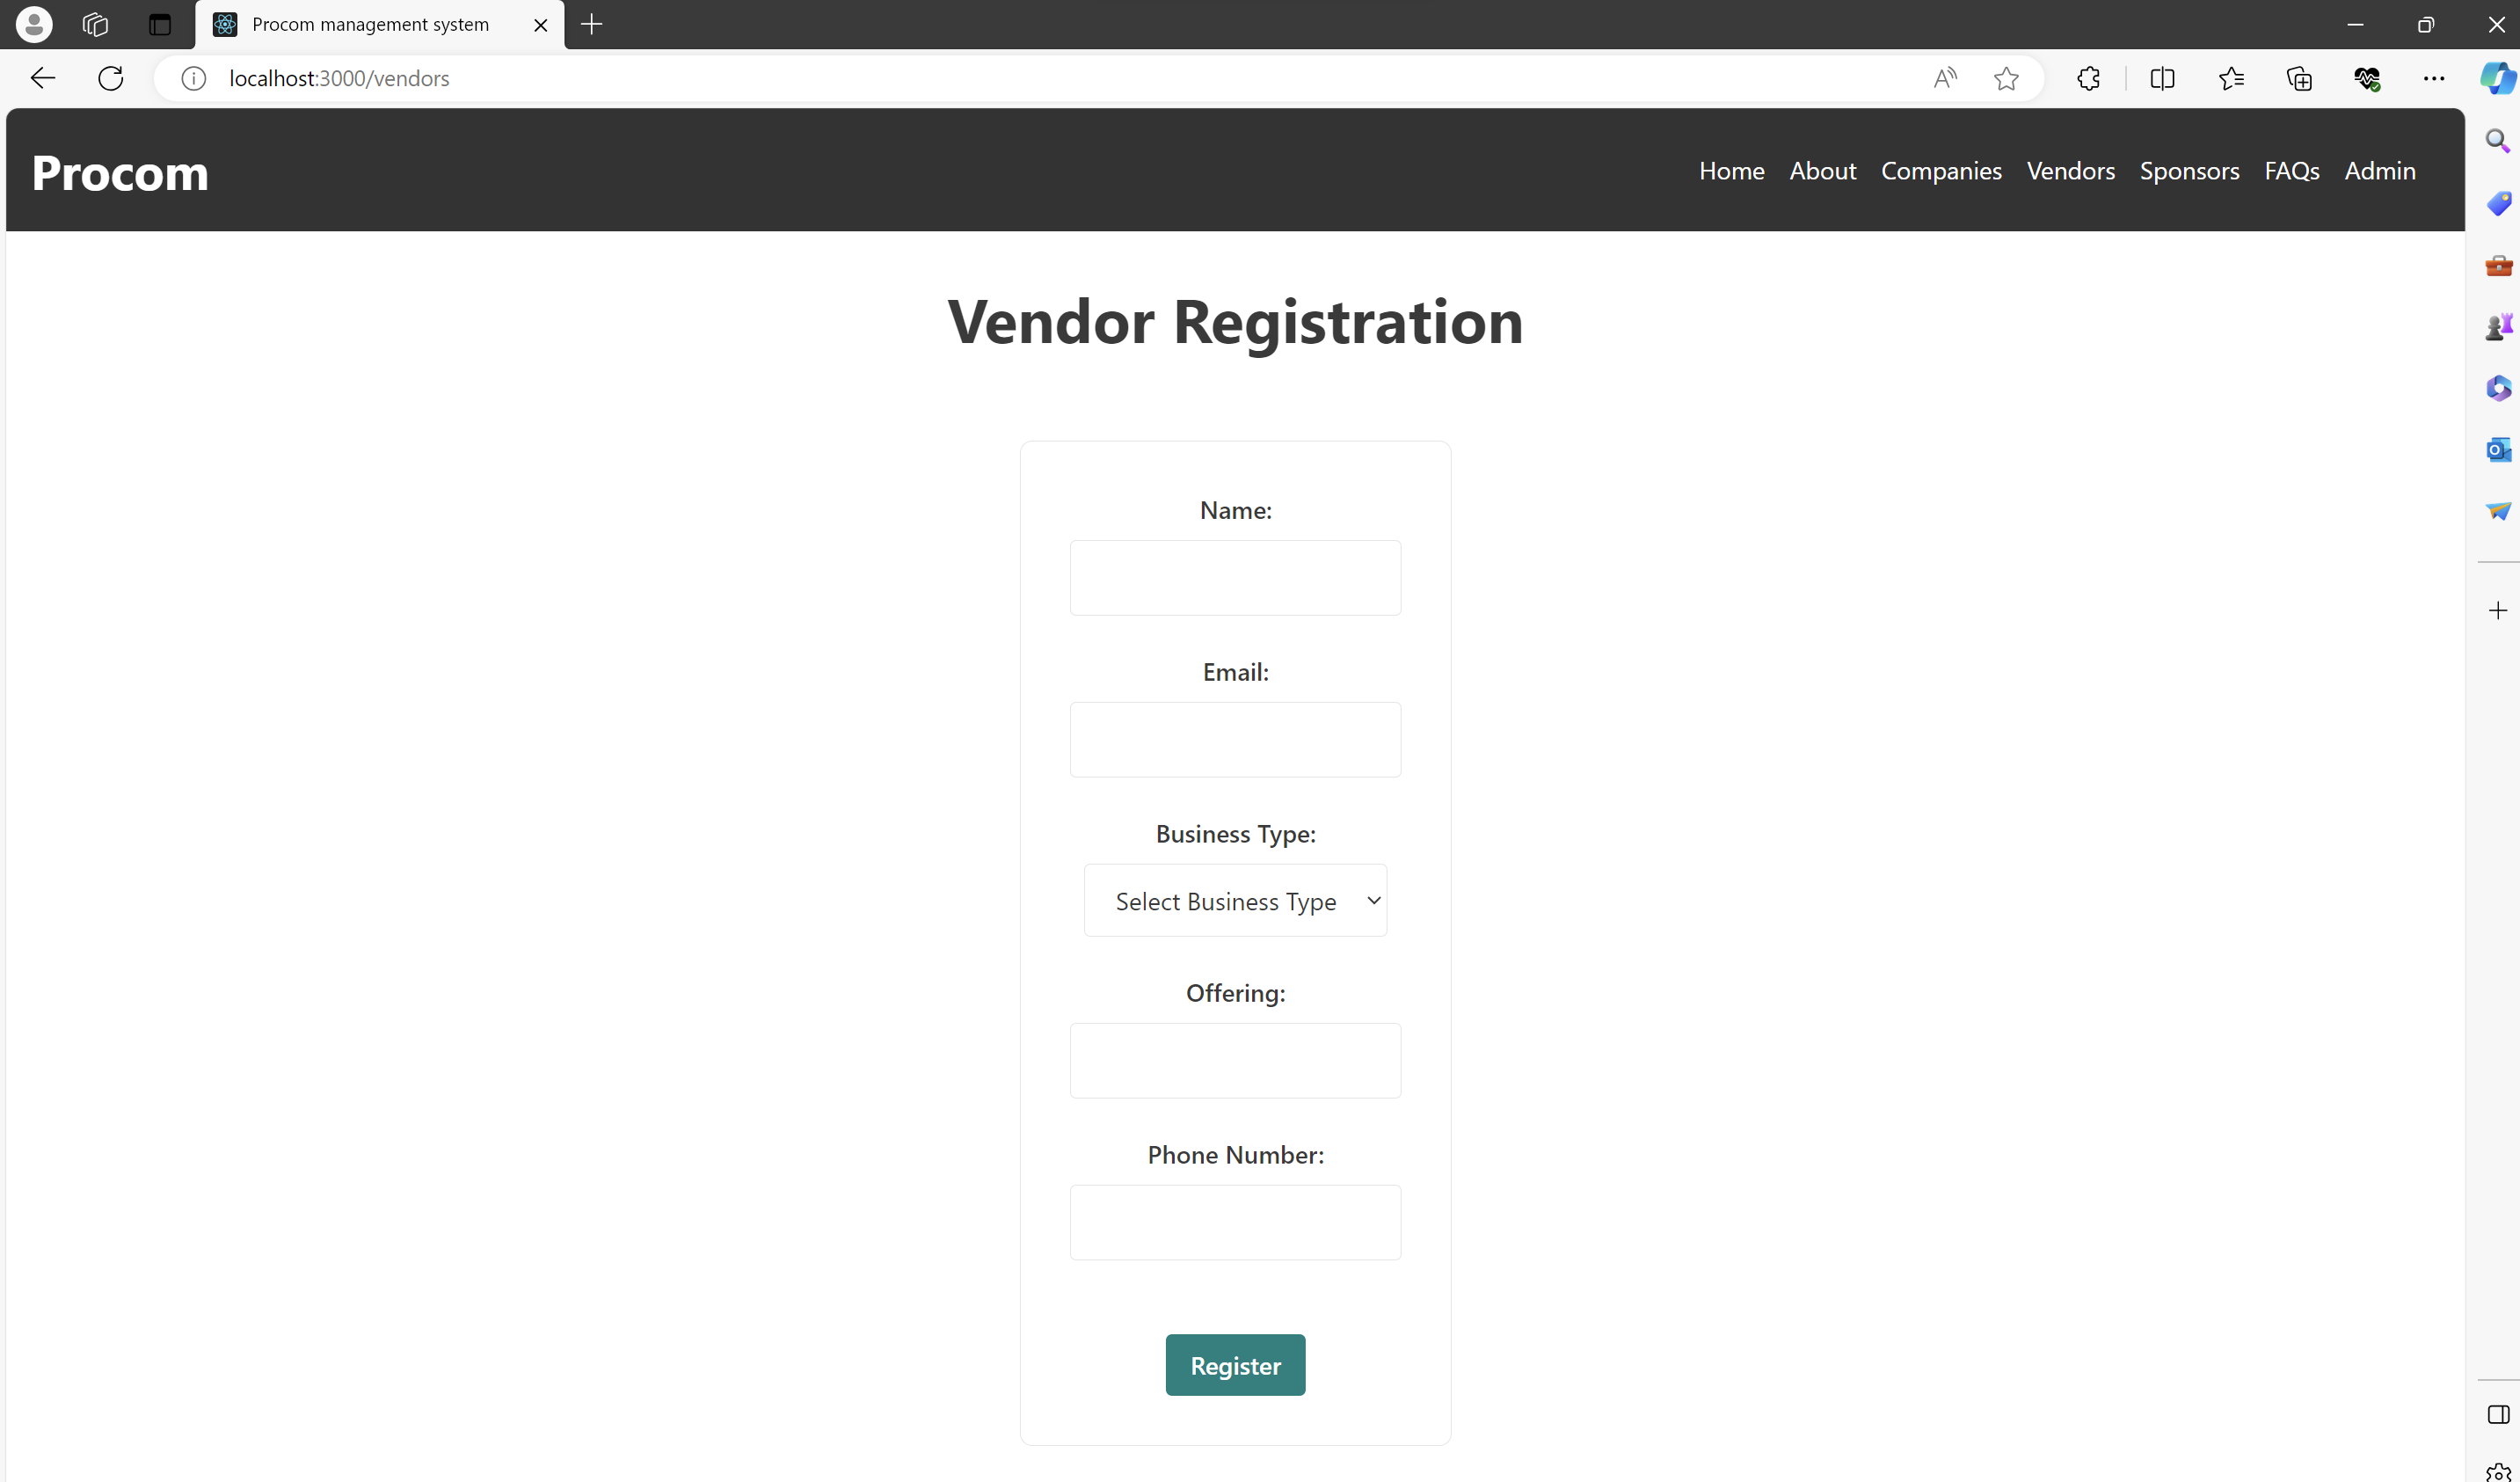 Procom management system
localhost:3000/vendors
Procom
Home About Companies Vendors Sponsors FAQs Admin
Vendor Registration
Name:
Email:
Business Type:
Select Business Type
Offering:
Phone Number:
Register